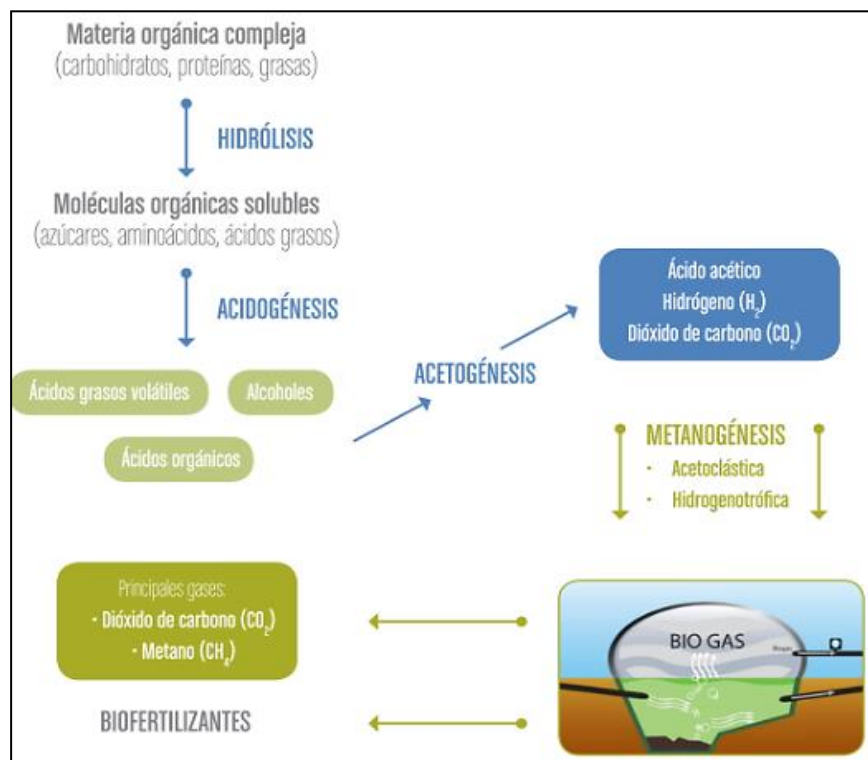 Materia orgánica compleja
(carbohidratos, proteínas, grasas)
HIDRÓLISIS
Moléculas orgánicas solubles
(azúcares, aminoácidos, ácidos grasos)
ACIDOGÉNESIS
Ácidos grasos volátiles
Alcoholes
Ácidos orgánicos
ACETOGÉNESIS
Ácido acético
Hidrógeno (H₂)
Dióxido de carbono (CO₂)
METANOGÉNESIS
· Acetoclástica
· Hidrogenotrófica
BIO GAS
Biogas
Principales gases:
· Dióxido de carbono (CO₂)
· Metano (CH₄)
BIOFERTILIZANTES